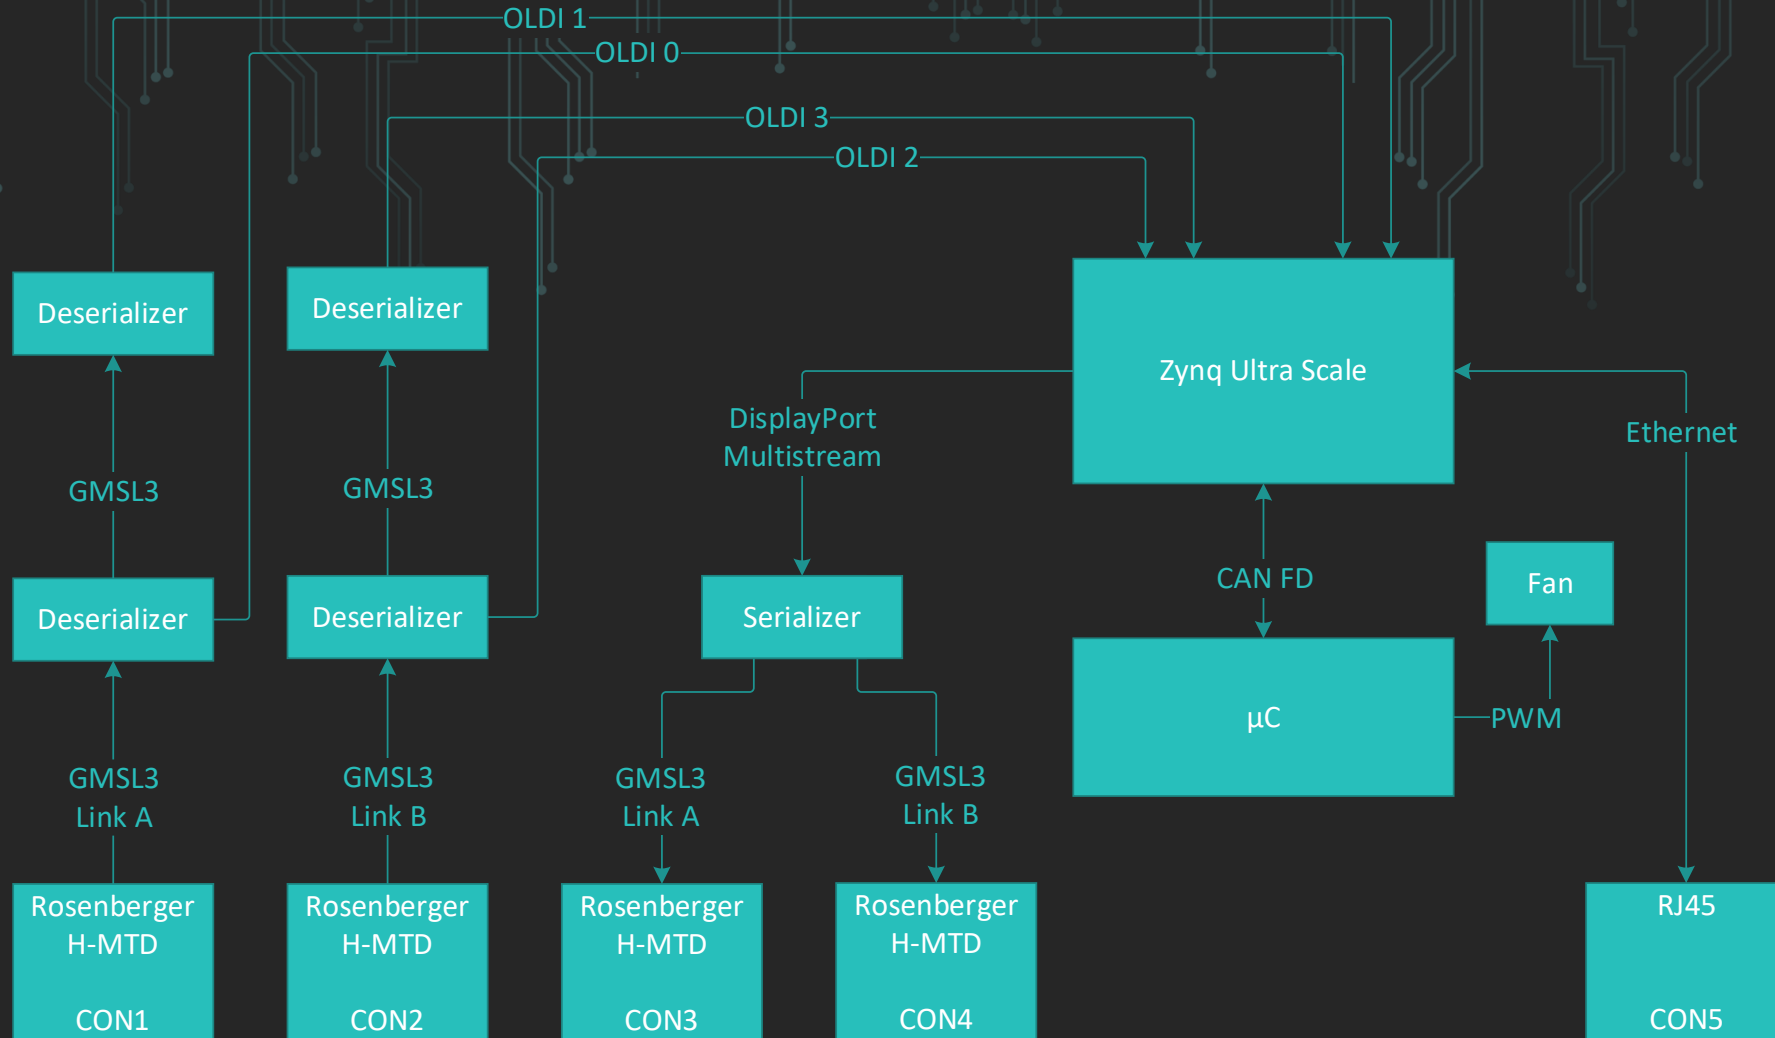 OLDI 1
OLDI 0
OLDI 3
OLDI 2
Deserializer
Deserializer
Zynq Ultra Scale
DisplayPort
Multistream
Ethernet
GMSL3
GMSL3
CAN FD
Fan
Deserializer
Deserializer
Serializer
µC
PWM
GMSL3
Link A
GMSL3
Link B
GMSL3
Link A
GMSL3
Link B
Rosenberger
H-MTD
CON1
Rosenberger
H-MTD
CON2
Rosenberger
H-MTD
CON3
Rosenberger
H-MTD
CON4
RJ45
CON5